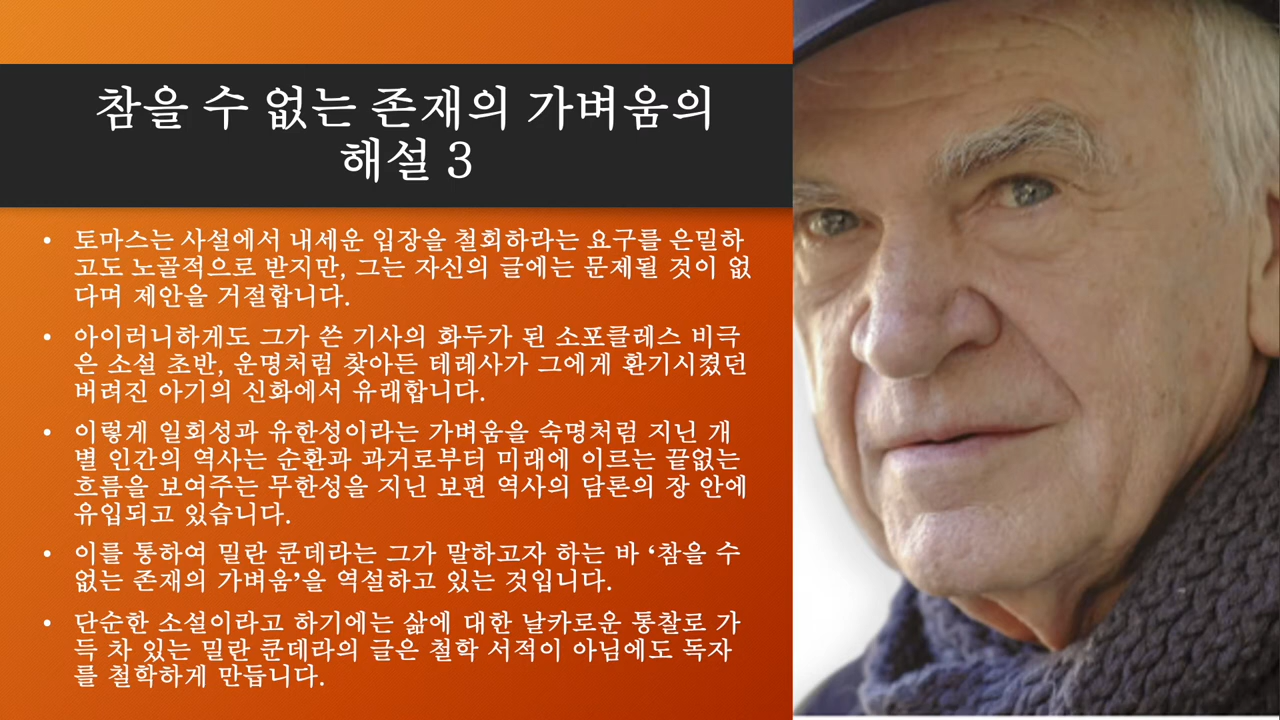 참을 수 없는 존재의 가벼움의
해설 3
• 토마스는 사설에서 내세운 입장을 철회하라는 요구를 은밀하
고도 노골적으로 받지만, 그는 자신의 글에는 문제될 것이 없
다며 제안을 거절합니다.
• 아이러니하게도 그가 쓴 기사의 화두가 된 소포클레스 비극
은 소설 초반, 운명처럼 찾아든 테레사가 그에게 환기시켰던
버려진 아기의 신화에서 유래합니다.
• 이렇게 일회성과 유한성이라는 가벼움을 숙명처럼 지닌 개
별 인간의 역사는 순환과 과거로부터 미래에 이르는 끝없는
흐름을 보여주는 무한성을 지닌 보편 역사의 담론의 장 안에
유입되고 있습니다.
• 이를 통하여 밀란 쿤데라는 그가 말하고자 하는 바 ‘참을 수
없는 존재의 가벼움’을 역설하고 있는 것입니다.
• 단순한 소설이라고 하기에는 삶에 대한 날카로운 통찰로 가
득 차 있는 밀란 쿤데라의 글은 철학 서적이 아님에도 독자
를 철학하게 만듭니다.